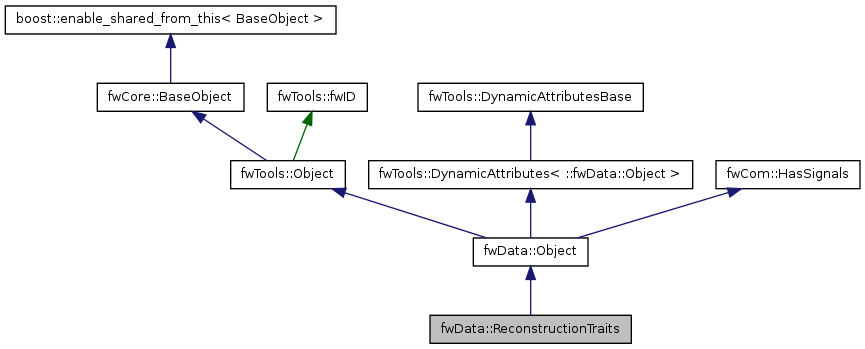 boost::enable_shared_from_this< BaseObject >
fwCore::BaseObject
fwTools::fwID
fwTools::DynamicAttributesBase
fwTools::Object
fwTools::DynamicAttributes< ::fwData::Object >
fwCom::HasSignals
fwData::Object
fwData::ReconstructionTraits